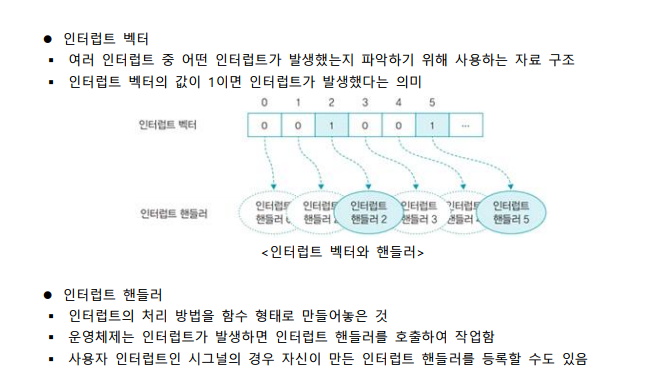 ● 인터럽트 벡터
▪ 여러 인터럽트 중 어떤 인터럽트가 발생했는지 파악하기 위해 사용하는 자료 구조
▪ 인터럽트 벡터의 값이 1이면 인터럽트가 발생했다는 의미
0 1 2 3 4 5
인터럽트 벡터 0 0 1 0 0 1 ...
인터럽트 핸들러
인터럽트
핸들러
인터럽트
핸들러
인터럽트
핸들러 2
인터럽트
핸들러 3
인터럽트
핸들러
인터럽트
핸들러 5
<인터럽트 벡터와 핸들러>
● 인터럽트 핸들러
▪ 인터럽트의 처리 방법을 함수 형태로 만들어놓은 것
▪ 운영체제는 인터럽트가 발생하면 인터럽트 핸들러를 호출하여 작업함
▪ 사용자 인터럽트인 시그널의 경우 자신이 만든 인터럽트 핸들러를 등록할 수도 있음